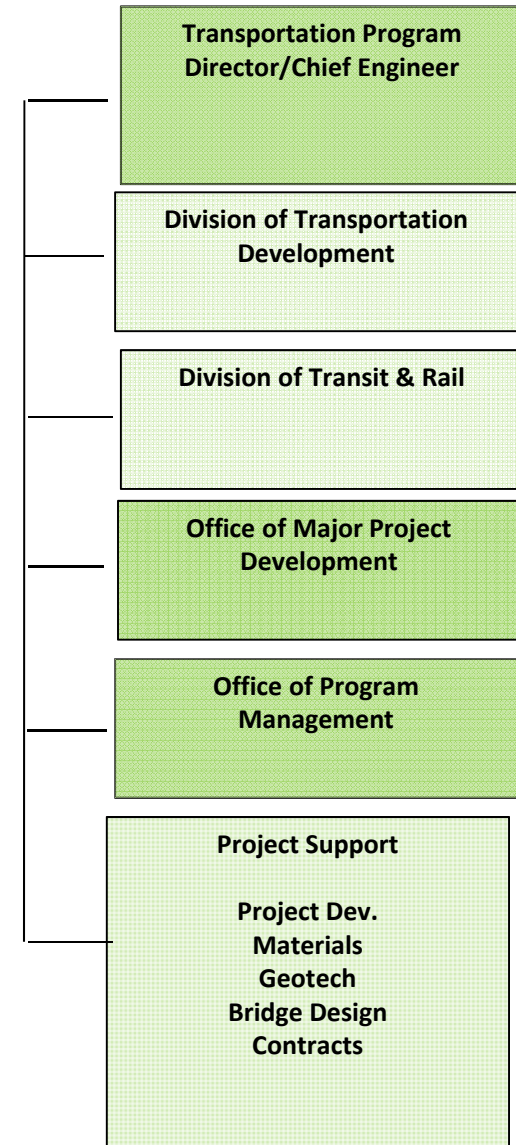 Transportation Program
Director/Chief Engineer
Division of Transportation
Development
Division of Transit & Rail
Office of Major Project
Development
Office of Program
Management
Project Support
Project Dev.
Materials
Geotech
Bridge Design
Contracts